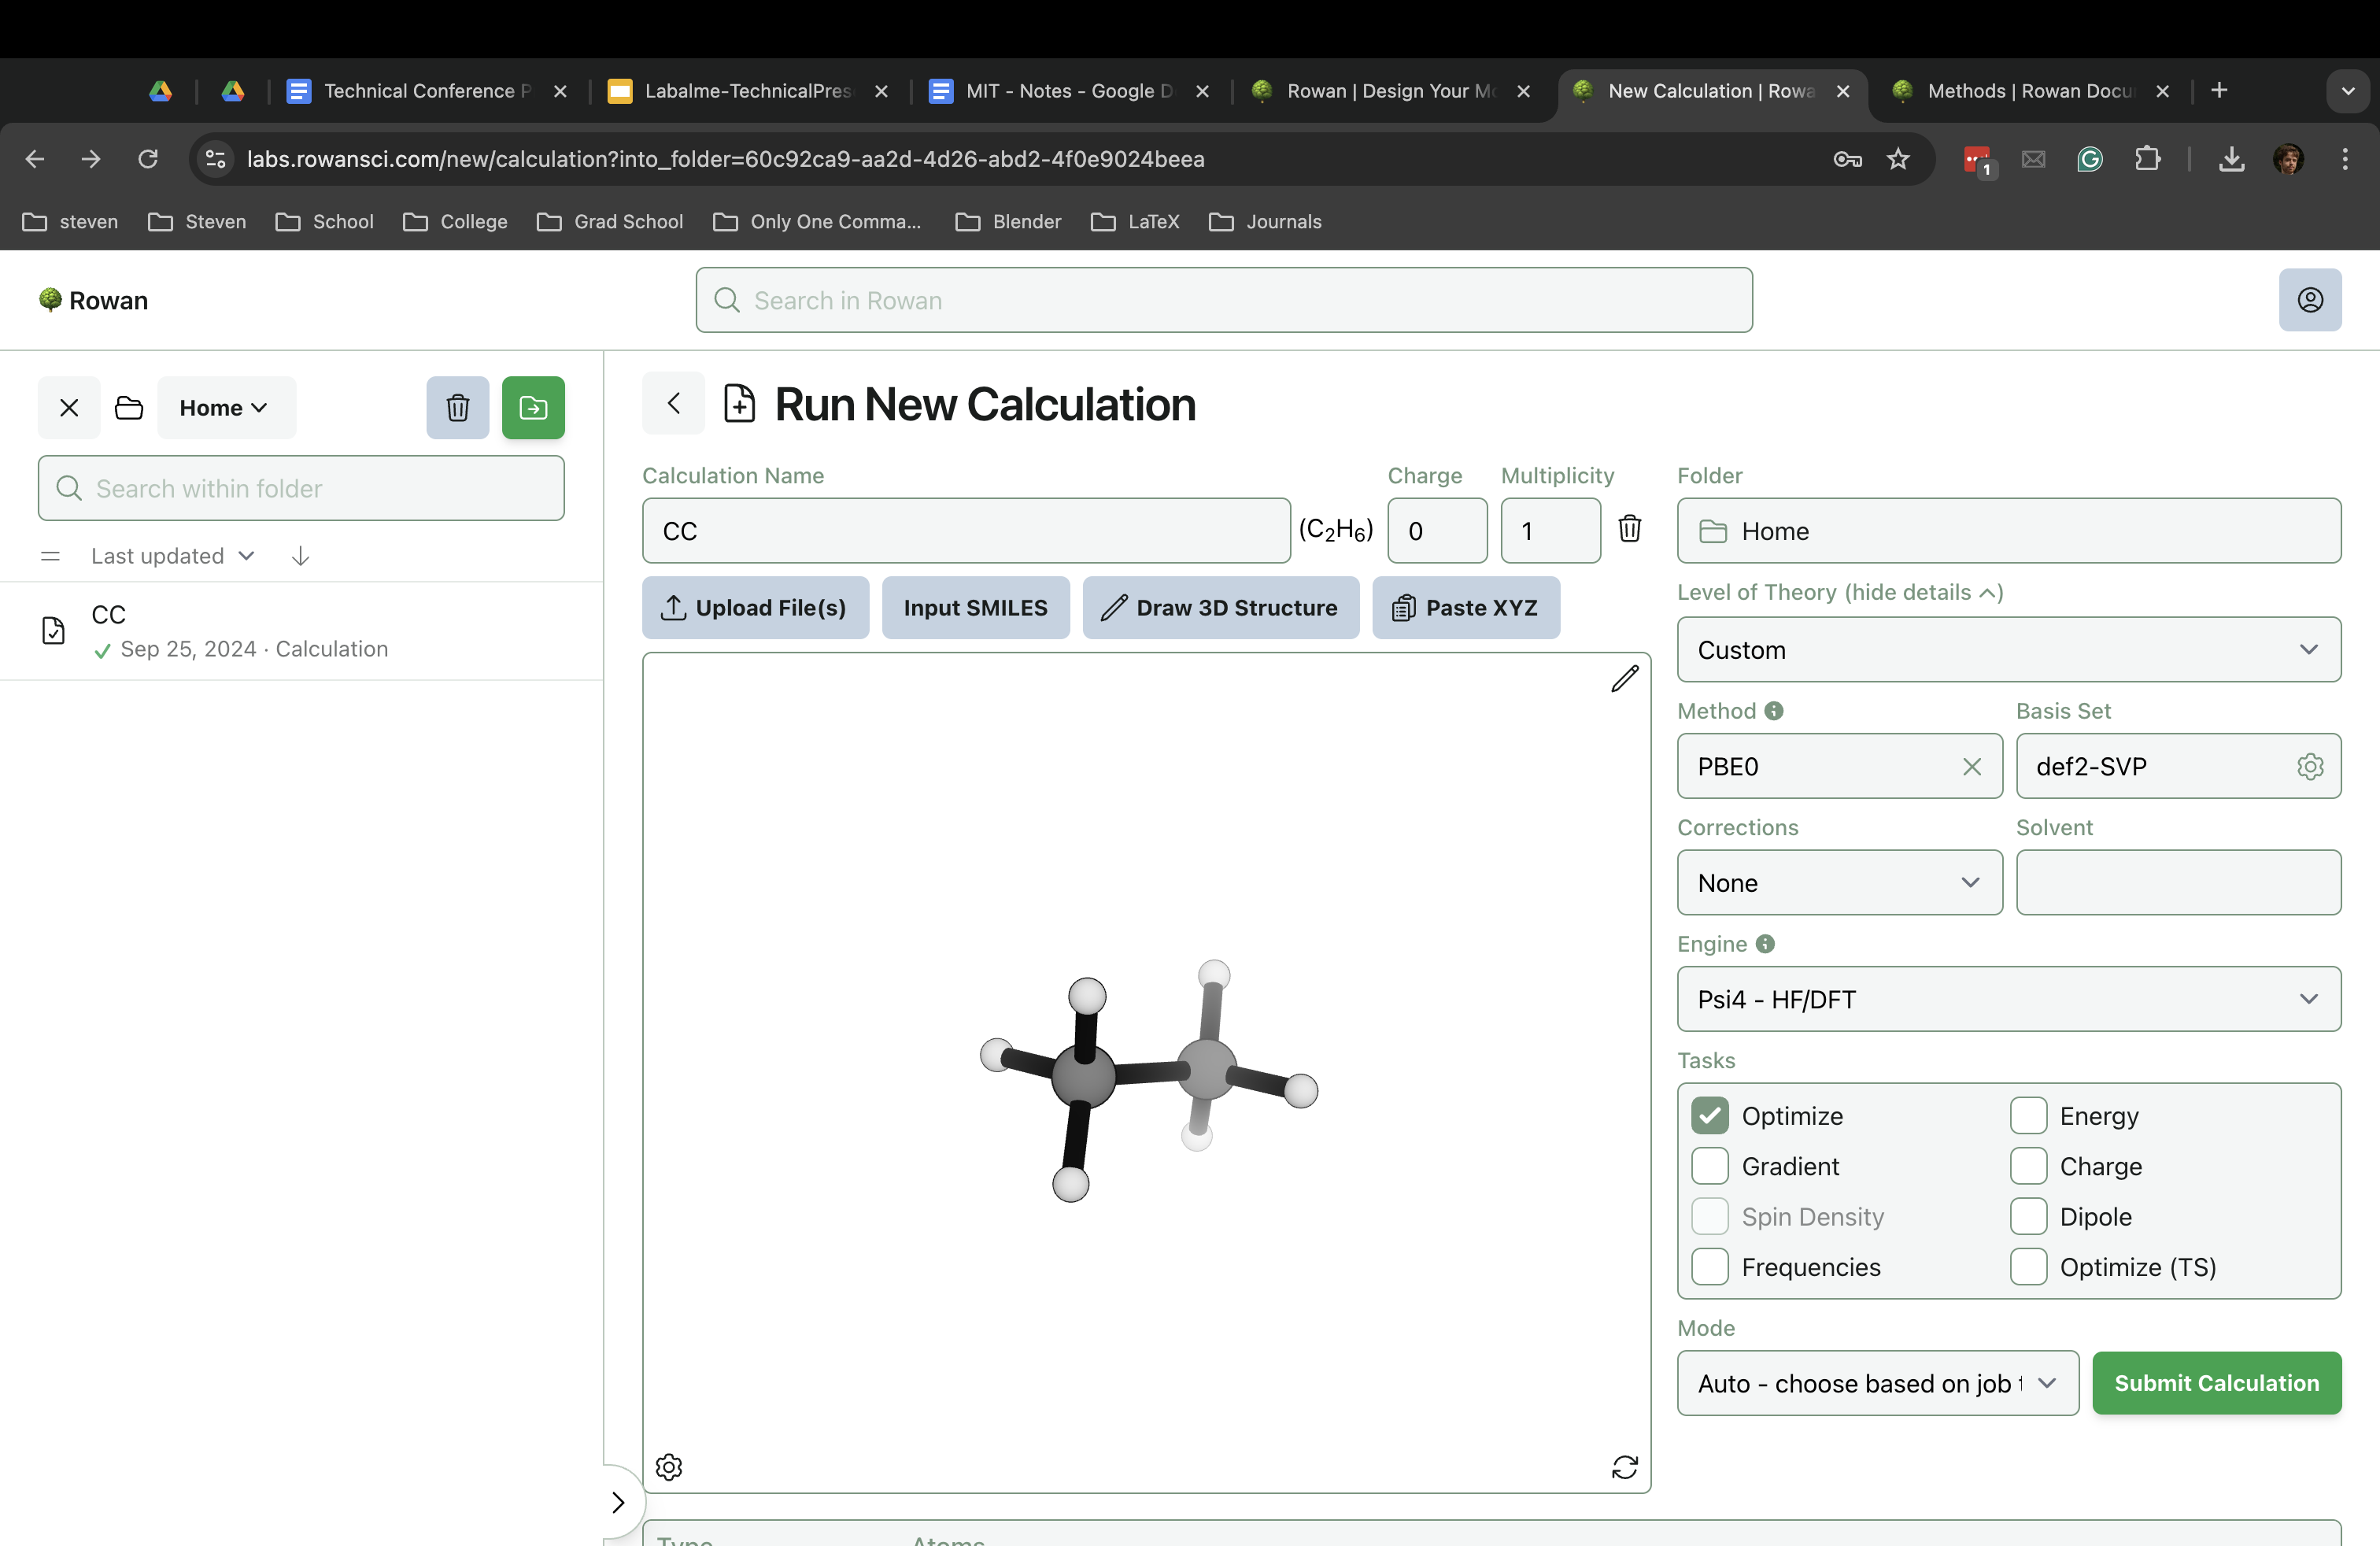 Technical Conference P
Labalme-TechnicalPres
MIT - Notes - Google D
Rowan | Design Your Mo
New Calculation | Rowa
Methods | Rowan Docu
labs.rowansci.com/new/calculation?into_folder=60c92ca9-aa2d-4d26-abd2-4f0e9024beea
1
steven
Steven
School
College
Grad School
Only One Comma...
Blender
LaTeX
Journals
Rowan
Search in Rowan
Home
Search within folder
Last updated
CC
Sep 25, 2024 · Calculation
Run New Calculation
Calculation Name
Charge
Multiplicity
CC
(C₂H₆)
0
1
Upload File(s)
Input SMILES
Draw 3D Structure
Paste XYZ
Folder
Home
Level of Theory (hide details ^)
Custom
Method
Basis Set
PBE0
def2-SVP
Corrections
Solvent
None
Engine
Psi4 - HF/DFT
Tasks
Optimize
Energy
Gradient
Charge
Spin Density
Dipole
Frequencies
Optimize (TS)
Mode
Auto - choose based on job t
Submit Calculation
Type
Atoms